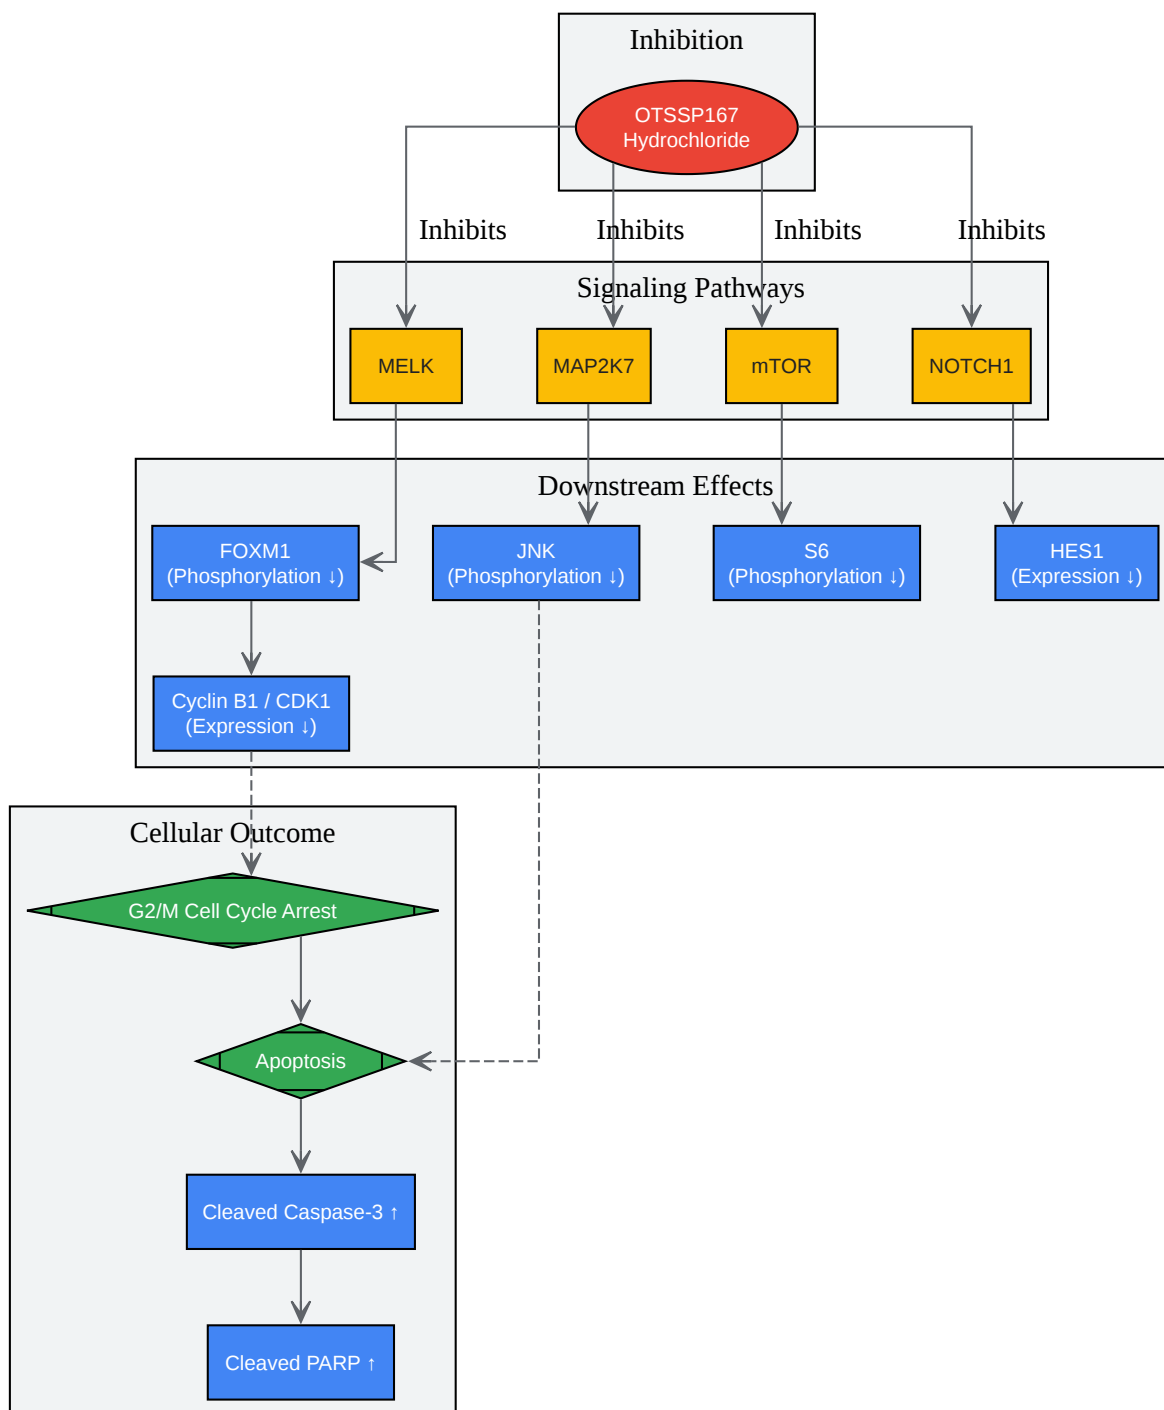 Inhibition
OTSSP167
Hydrochloride
Inhibits
Inhibits
Inhibits
Inhibits
Signaling Pathways
MELK
MAP2K7
mTOR
NOTCH1
Downstream Effects
FOXM1
(Phosphorylation ↓)
JNK
(Phosphorylation ↓)
S6
(Phosphorylation ↓)
HES1
(Expression ↓)
Cyclin B1 / CDK1
(Expression ↓)
Cellular Outcome
G2/M Cell Cycle Arrest
Apoptosis
Cleaved Caspase-3 ↑
Cleaved PARP ↑